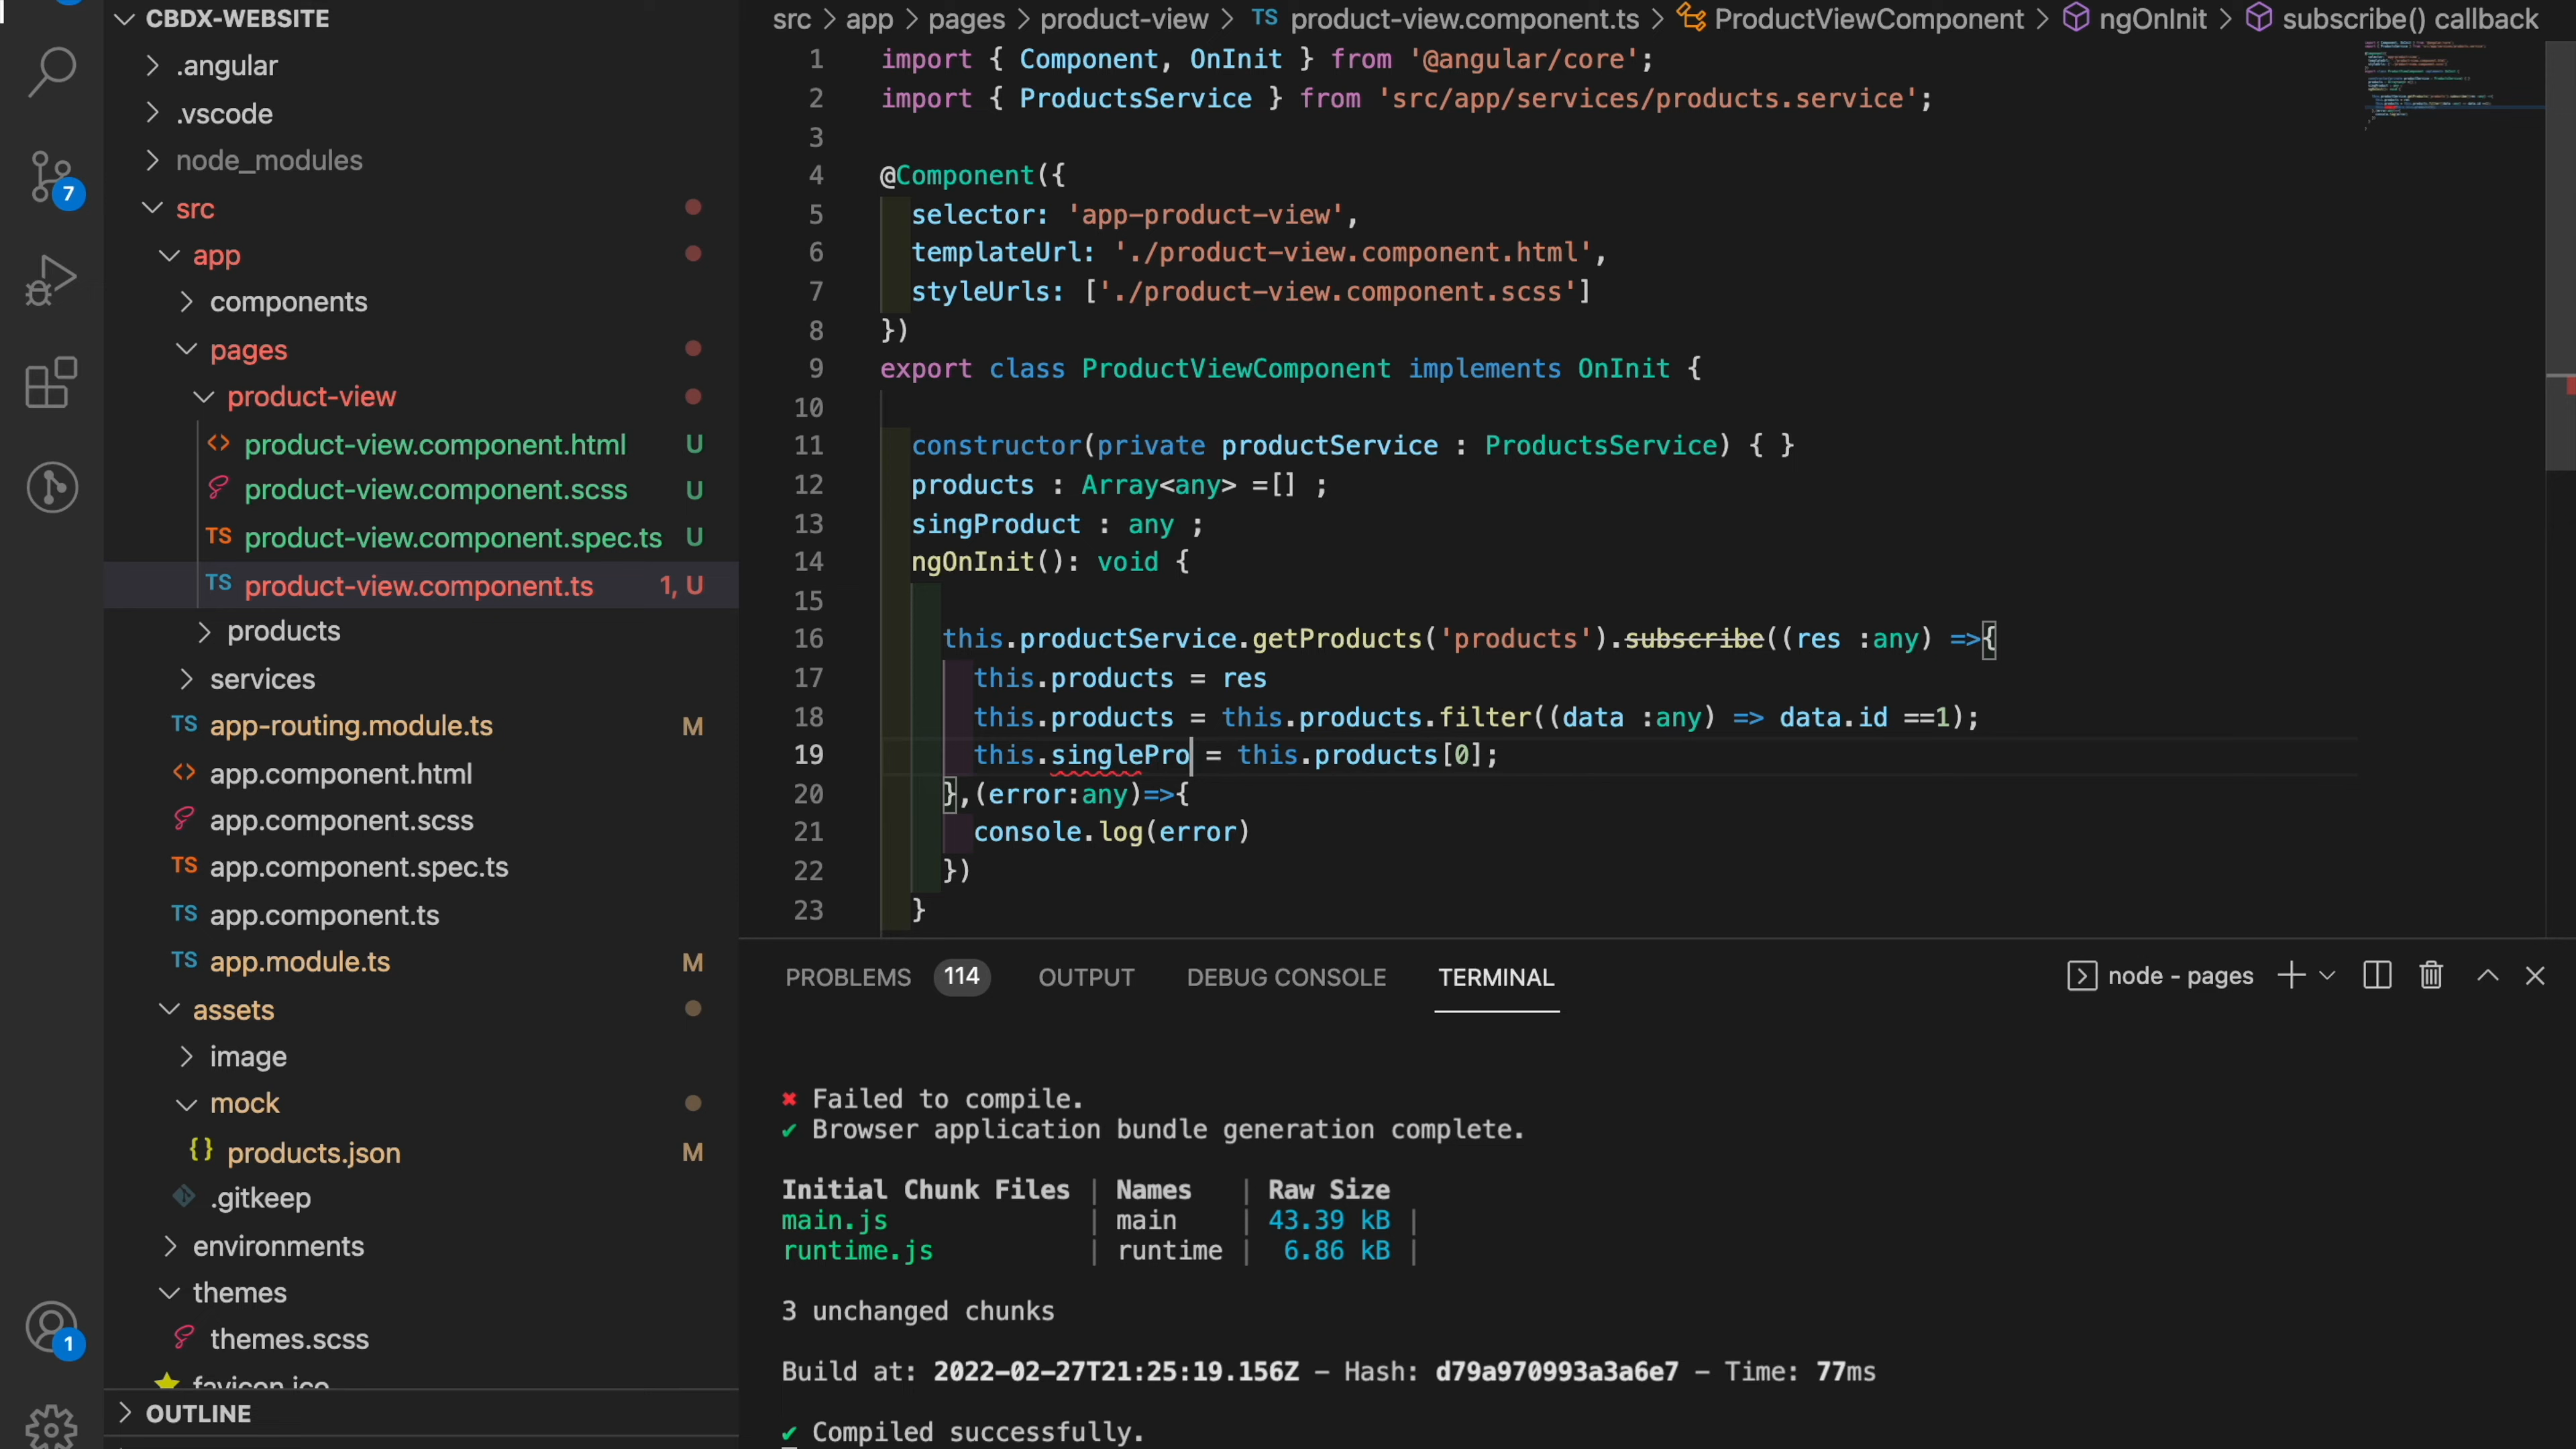 CBDX-WEBSITE
.angular
.vscode
node_modules
src
app
components
pages
product-view
product-view.component.html U
product-view.component.scss U
TS product-view.component.spec.ts U
TS product-view.component.ts 1, U
products
services
TS app-routing.module.ts M
app.component.html
app.component.scss
TS app.component.spec.ts
TS app.component.ts
TS app.module.ts M
assets
image
mock
{} products.json M
.gitkeep
environments
themes
themes.scss
favicon.ico
OUTLINE
7
1
src > app > pages > product-view > TS product-view.component.ts > ProductViewComponent > ngOnInit > subscribe() callback
1 import { Component, OnInit } from '@angular/core';
2 import { ProductsService } from 'src/app/services/products.service';
3
4 @Component({
5 selector: 'app-product-view',
6 templateUrl: './product-view.component.html',
7 styleUrls: ['./product-view.component.scss']
8 })
9 export class ProductViewComponent implements OnInit {
10
11 constructor(private productService : ProductsService) { }
12 products : Array<any> =[] ;
13 singProduct : any ;
14 ngOnInit(): void {
15
16 this.productService.getProducts('products').subscribe((res :any) =>{
17 this.products = res
18 this.products = this.products.filter((data :any) => data.id ==1);
19 this.singlePro = this.products[0];
20 },(error:any)=>{
21 console.log(error)
22 })
23 }
PROBLEMS 114 OUTPUT DEBUG CONSOLE TERMINAL node - pages
✖ Failed to compile.
✔ Browser application bundle generation complete.
Initial Chunk Files | Names | Raw Size
main.js | main | 43.39 kB |
runtime.js | runtime | 6.86 kB |
3 unchanged chunks
Build at: 2022-02-27T21:25:19.156Z - Hash: d79a970993a3a6e7 - Time: 77ms
✔ Compiled successfully.